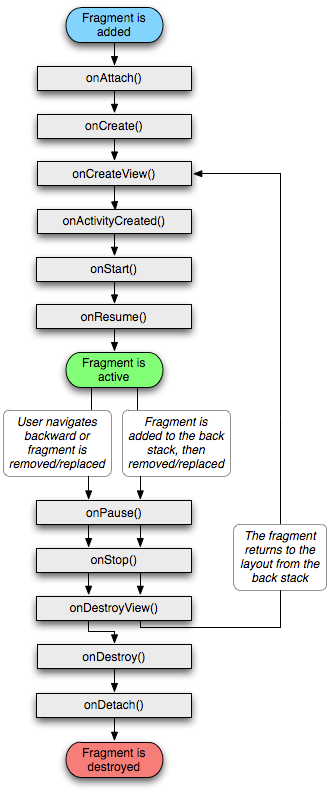 Fragment is
added
onAttach()
onCreate()
onCreateView()
onActivityCreated()
onStart()
onResume()
Fragment is
active
User navigates
backward or
fragment is
removed/replaced
Fragment is
added to the back
stack, then
removed/replaced
onPause()
onStop()
The fragment
returns to the
layout from the
back stack
onDestroyView()
onDestroy()
onDetach()
Fragment is
destroyed